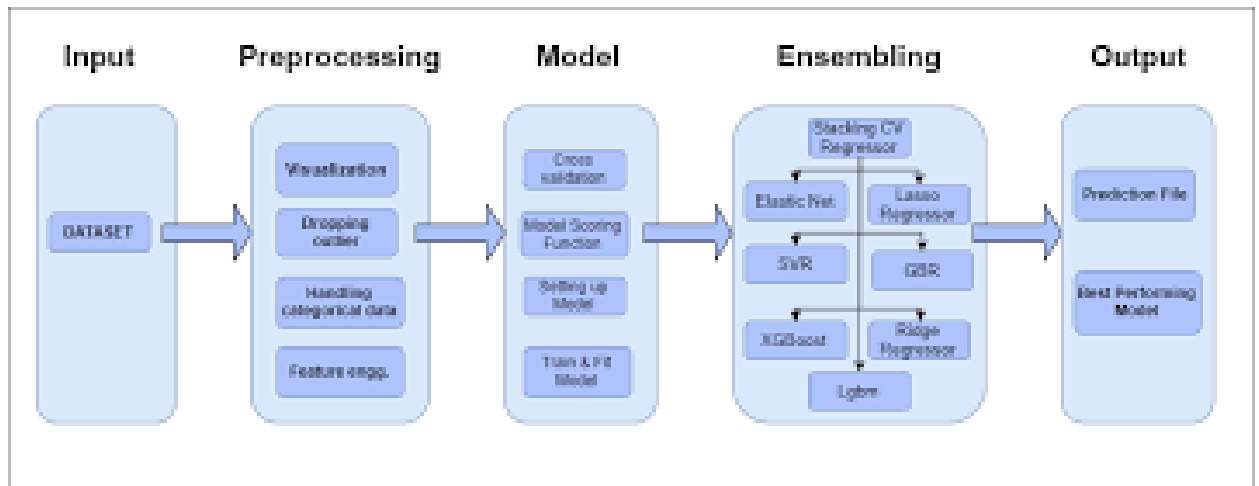 Input
Preprocessing
Model
Ensembling
Output
DATASET
Visualization
Dropping
outlier
Handling
categorical data
Feature engg.
Cross
validation
Model Scoring
Function
Setting up
Model
Train & Fit
Model
Stacking CV
Regressor
Elastic Net
Lasso
Regressor
SVR
GBR
XGBoost
Ridge
Regressor
Lgbm
Prediction File
Best Performing
Model